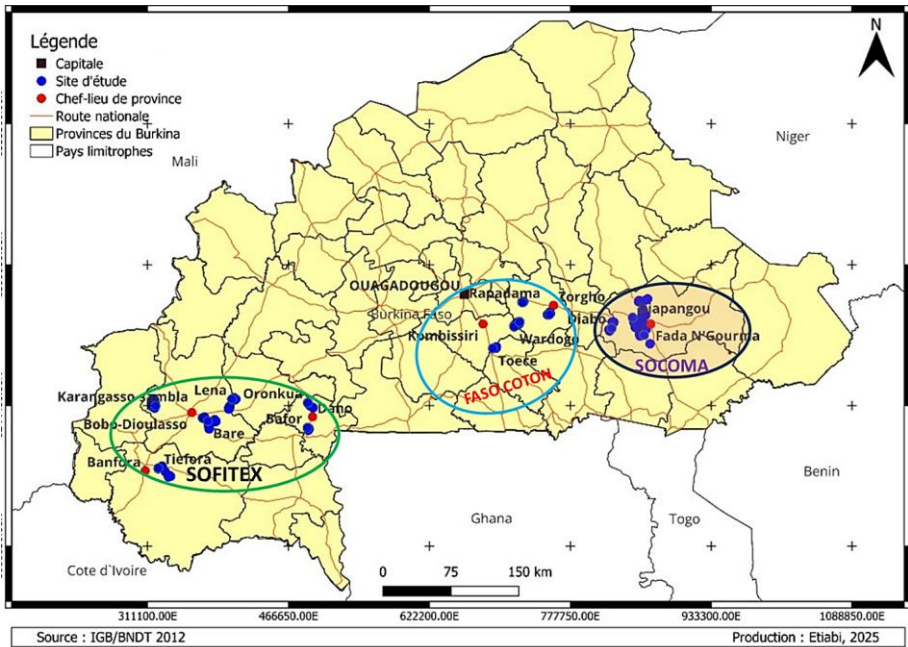 N
Légende
Capitale
Site d'étude
Chef-lieu de province
Route nationale
Provinces du Burkina
Pays limitrophes
Mali
Niger
OUAGADOUGOU
Rapadama
Zorgho
Burkina Faso
Kombissiri
Diabo
Diapangou
Wardogo
Fada N'Gourma
Toece
SOCOMA
FASO COTON
Karangasso Sambla
Lena
Oronkua
Dano
Bobo-Dioulasso
Bare
Bafor
Banfora
Tiefora
SOFITEX
Benin
Ghana
Togo
Cote d`Ivoire
0 75 150 km
311100.00E 466650.00E 622200.00E 777750.00E 933300.00E 1088850.00E
Source : IGB/BNDT 2012 Production : Etiabi, 2025